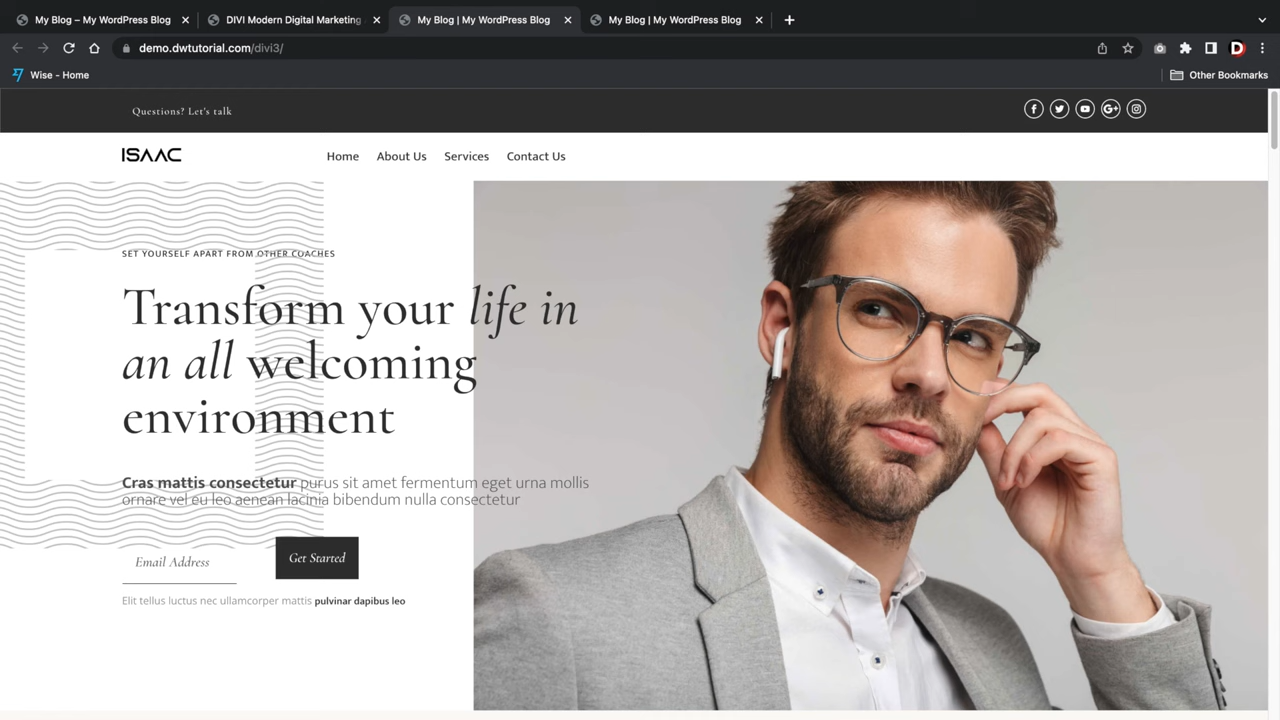 My Blog – My WordPress Blog
DIVI Modern Digital Marketing
My Blog | My WordPress Blog
My Blog | My WordPress Blog
demo.dwtutorial.com/divi3/
D
Wise - Home
Other Bookmarks
Questions? Let's talk
ISAAC
Home About Us Services Contact Us
SET YOURSELF APART FROM OTHER COACHES
Transform your life in
an all welcoming
environment
Cras mattis consectetur purus sit amet fermentum eget urna mollis
ornare vel eu leo aenean lacinia bibendum nulla consectetur
Email Address
Get Started
Elit tellus luctus nec ullamcorper mattis pulvinar dapibus leo